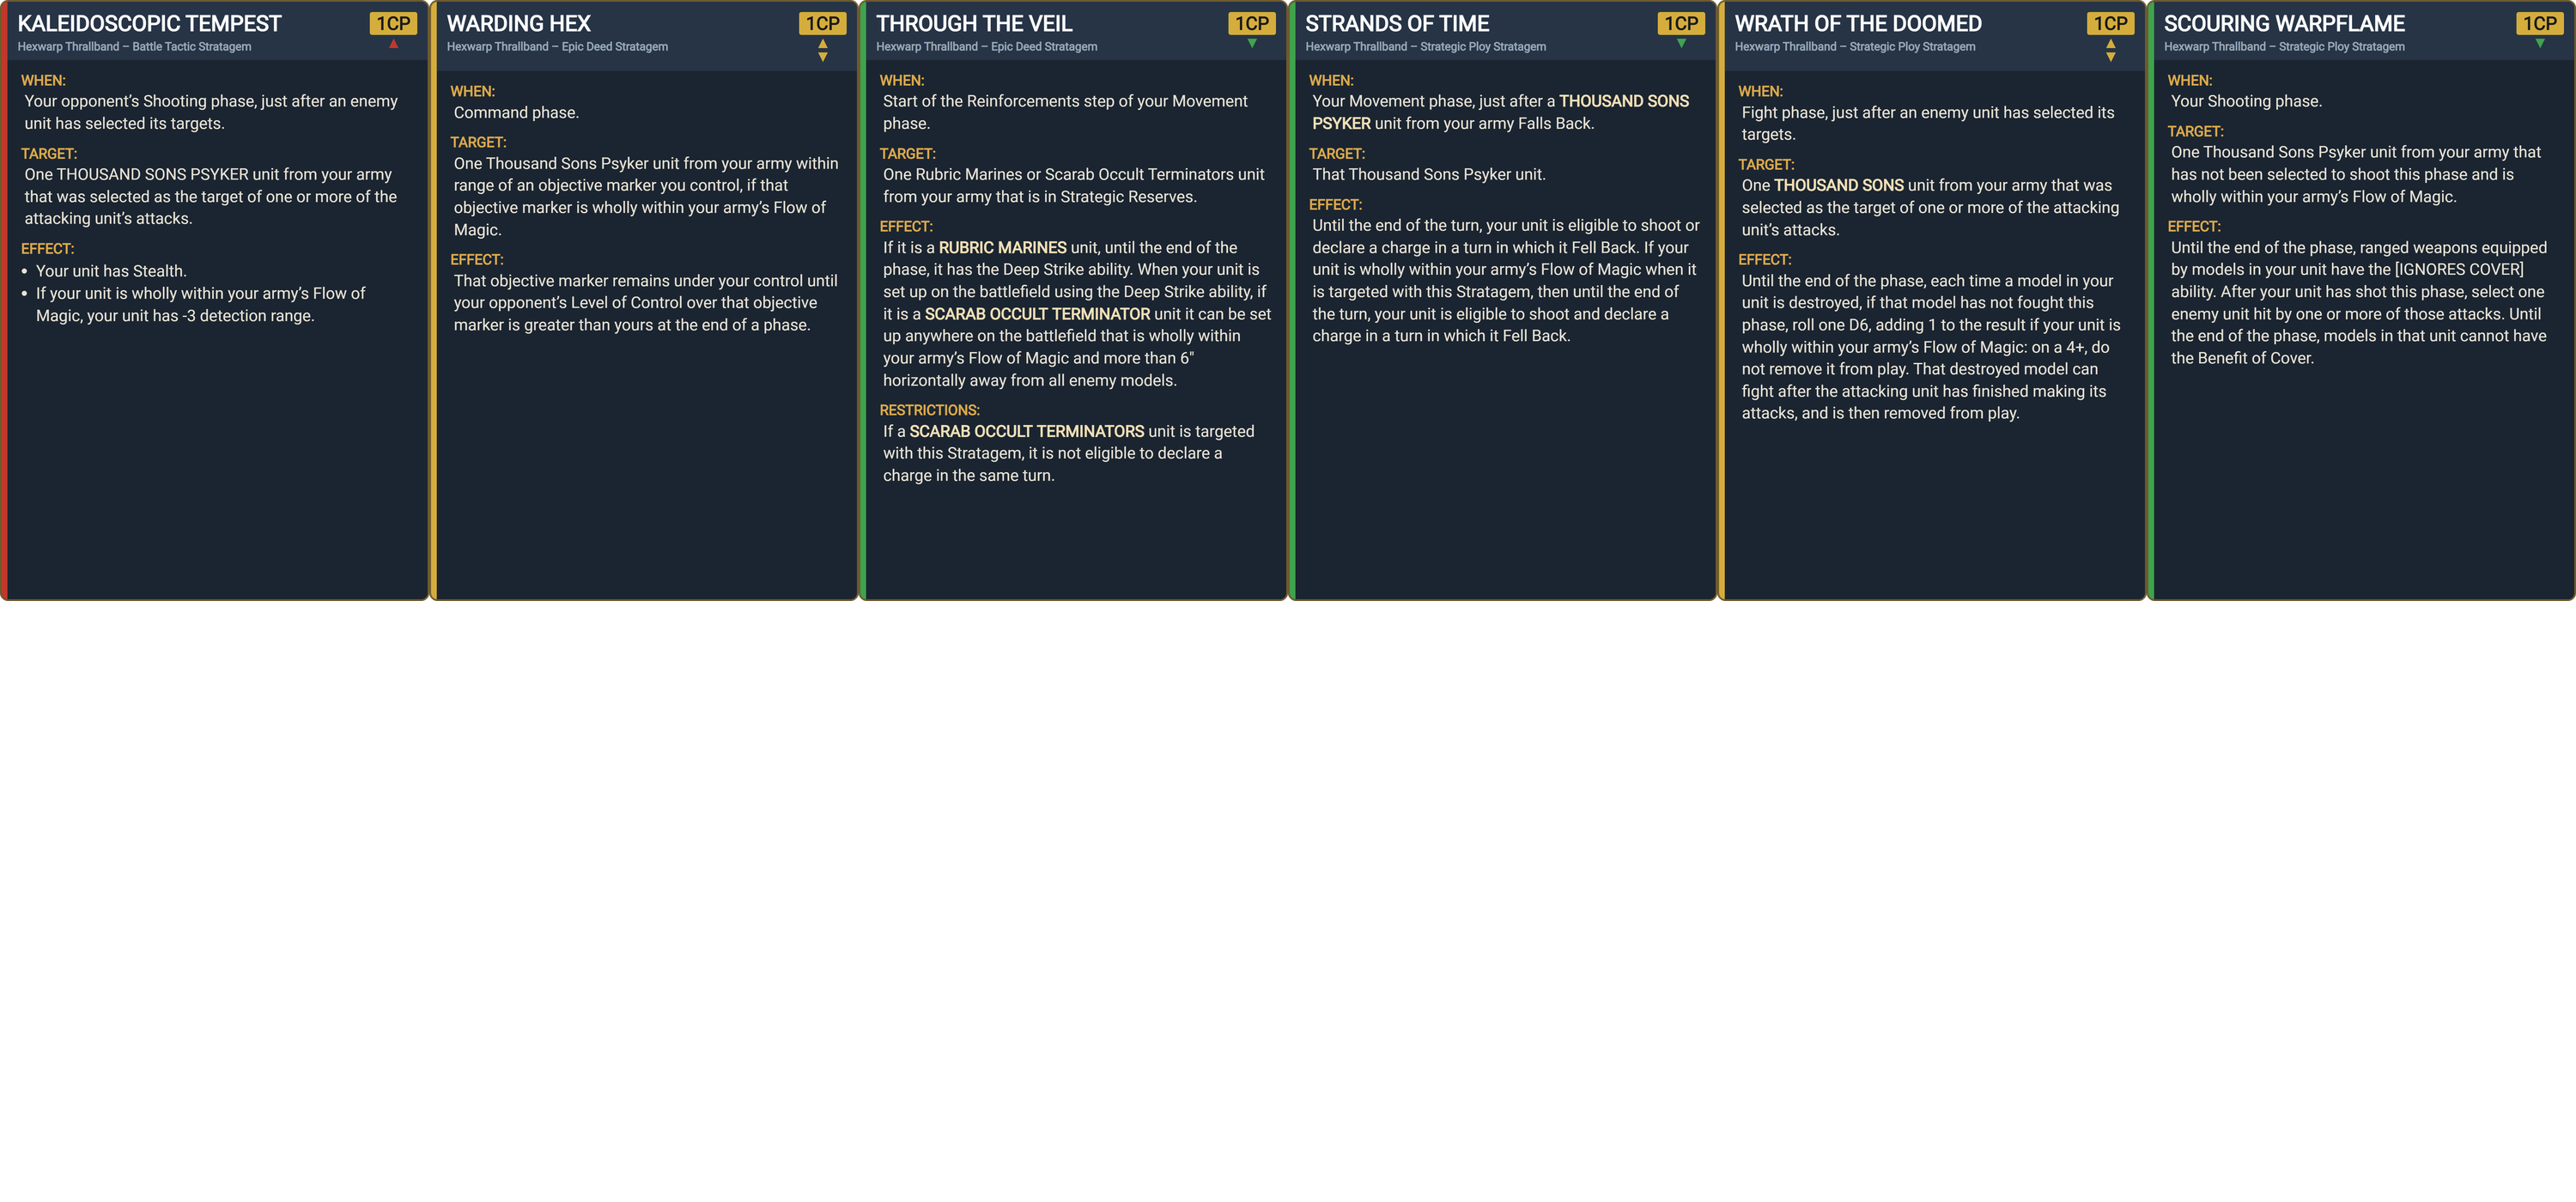 KALEIDOSCOPIC TEMPEST
1CP
Hexwarp Thrallband – Battle Tactic Stratagem
▲
WHEN:
Your opponent’s Shooting phase, just after an enemy
unit has selected its targets.
TARGET:
One THOUSAND SONS PSYKER unit from your army
that was selected as the target of one or more of the
attacking unit’s attacks.
EFFECT:
• Your unit has Stealth.
• If your unit is wholly within your army’s Flow of
Magic, your unit has -3 detection range.
WARDING HEX
1CP
Hexwarp Thrallband – Epic Deed Stratagem
▲
▼
WHEN:
Command phase.
TARGET:
One Thousand Sons Psyker unit from your army within
range of an objective marker you control, if that
objective marker is wholly within your army’s Flow of
Magic.
EFFECT:
That objective marker remains under your control until
your opponent’s Level of Control over that objective
marker is greater than yours at the end of a phase.
THROUGH THE VEIL
1CP
Hexwarp Thrallband – Epic Deed Stratagem
▼
WHEN:
Start of the Reinforcements step of your Movement
phase.
TARGET:
One Rubric Marines or Scarab Occult Terminators unit
from your army that is in Strategic Reserves.
EFFECT:
If it is a RUBRIC MARINES unit, until the end of the
phase, it has the Deep Strike ability. When your unit is
set up on the battlefield using the Deep Strike ability, if
it is a SCARAB OCCULT TERMINATOR unit it can be set
up anywhere on the battlefield that is wholly within
your army’s Flow of Magic and more than 6"
horizontally away from all enemy models.
RESTRICTIONS:
If a SCARAB OCCULT TERMINATORS unit is targeted
with this Stratagem, it is not eligible to declare a
charge in the same turn.
STRANDS OF TIME
1CP
Hexwarp Thrallband – Strategic Ploy Stratagem
▼
WHEN:
Your Movement phase, just after a THOUSAND SONS
PSYKER unit from your army Falls Back.
TARGET:
That Thousand Sons Psyker unit.
EFFECT:
Until the end of the turn, your unit is eligible to shoot or
declare a charge in a turn in which it Fell Back. If your
unit is wholly within your army’s Flow of Magic when it
is targeted with this Stratagem, then until the end of
the turn, your unit is eligible to shoot and declare a
charge in a turn in which it Fell Back.
WRATH OF THE DOOMED
1CP
Hexwarp Thrallband – Strategic Ploy Stratagem
▲
▼
WHEN:
Fight phase, just after an enemy unit has selected its
targets.
TARGET:
One THOUSAND SONS unit from your army that was
selected as the target of one or more of the attacking
unit’s attacks.
EFFECT:
Until the end of the phase, each time a model in your
unit is destroyed, if that model has not fought this
phase, roll one D6, adding 1 to the result if your unit is
wholly within your army’s Flow of Magic: on a 4+, do
not remove it from play. That destroyed model can
fight after the attacking unit has finished making its
attacks, and is then removed from play.
SCOURING WARPFLAME
1CP
Hexwarp Thrallband – Strategic Ploy Stratagem
▼
WHEN:
Your Shooting phase.
TARGET:
One Thousand Sons Psyker unit from your army that
has not been selected to shoot this phase and is
wholly within your army’s Flow of Magic.
EFFECT:
Until the end of the phase, ranged weapons equipped
by models in your unit have the [IGNORES COVER]
ability. After your unit has shot this phase, select one
enemy unit hit by one or more of those attacks. Until
the end of the phase, models in that unit cannot have
the Benefit of Cover.